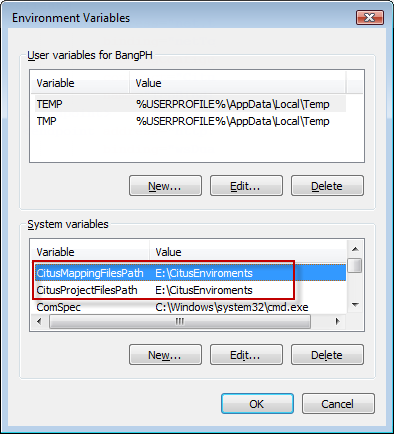 Environment Variables
User variables for BangPH
Variable Value
TEMP %USERPROFILE%\AppData\Local\Temp
TMP %USERPROFILE%\AppData\Local\Temp
New... Edit... Delete
System variables
Variable Value
CitusMappingFilesPath E:\CitusEnviroments
CitusProjectFilesPath E:\CitusEnviroments
ComSpec C:\Windows\system32\cmd.exe
New... Edit... Delete
OK Cancel